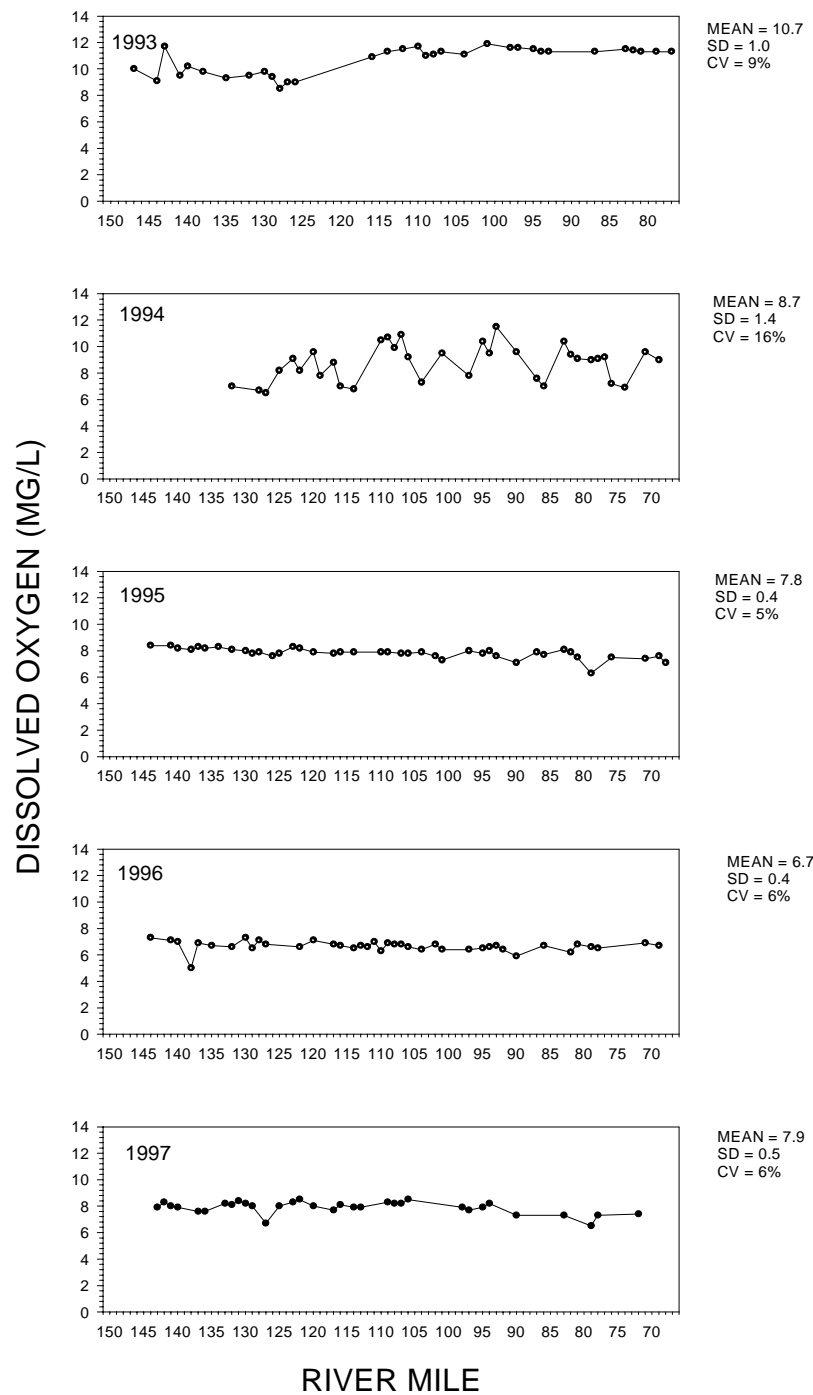 14
12
10
8
6
4
2
0
1993
150 145 140 135 130 125 120 115 110 105 100 95 90 85 80
MEAN = 10.7
SD = 1.0
CV = 9%
14
12
10
8
6
4
2
0
1994
150 145 140 135 130 125 120 115 110 105 100 95 90 85 80 75 70
MEAN = 8.7
SD = 1.4
CV = 16%
14
12
10
8
6
4
2
0
1995
150 145 140 135 130 125 120 115 110 105 100 95 90 85 80 75 70
MEAN = 7.8
SD = 0.4
CV = 5%
14
12
10
8
6
4
2
0
1996
150 145 140 135 130 125 120 115 110 105 100 95 90 85 80 75 70
MEAN = 6.7
SD = 0.4
CV = 6%
14
12
10
8
6
4
2
0
1997
150 145 140 135 130 125 120 115 110 105 100 95 90 85 80 75 70
MEAN = 7.9
SD = 0.5
CV = 6%
DISSOLVED OXYGEN (MG/L)
RIVER MILE